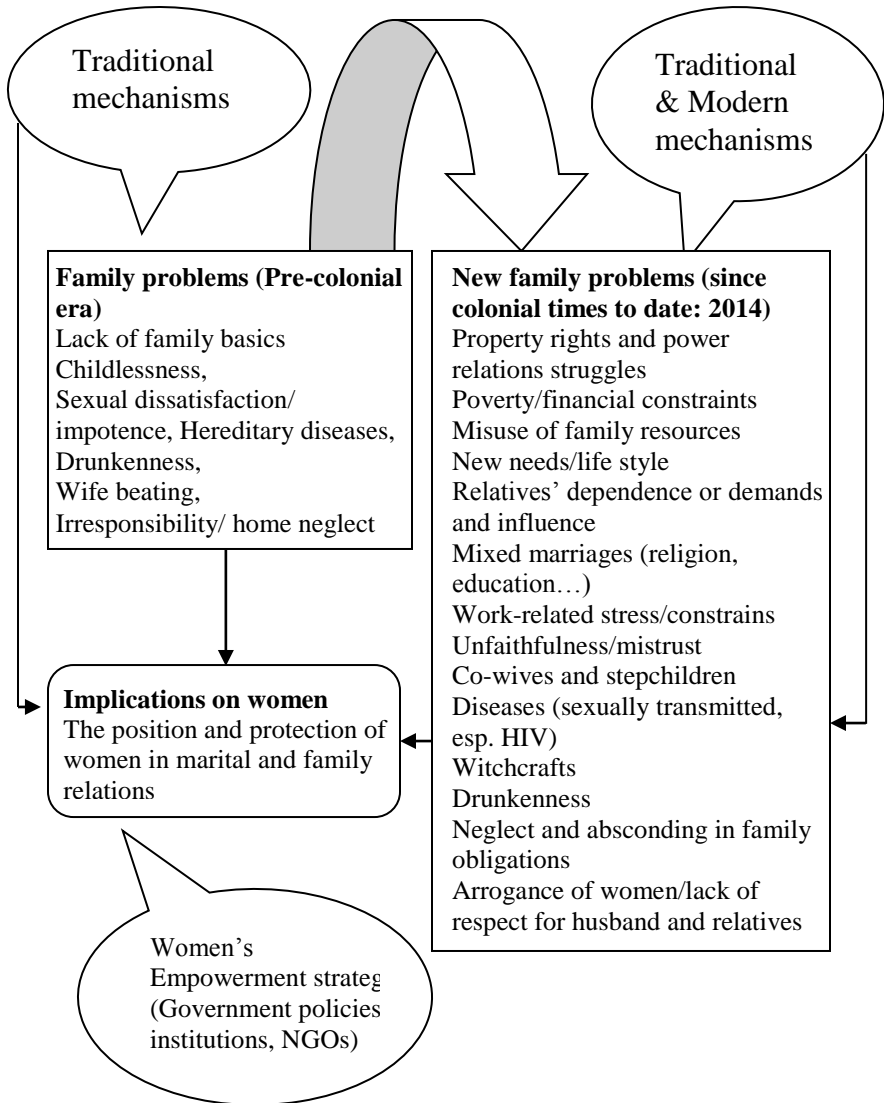 Traditional
mechanisms
Traditional
& Modern
mechanisms
Family problems (Pre-colonial
era)
Lack of family basics
Childlessness,
Sexual dissatisfaction/
impotence, Hereditary diseases,
Drunkenness,
Wife beating,
Irresponsibility/ home neglect
New family problems (since
colonial times to date: 2014)
Property rights and power
relations struggles
Poverty/financial constraints
Misuse of family resources
New needs/life style
Relatives’ dependence or demands
and influence
Mixed marriages (religion,
education…)
Work-related stress/constrains
Unfaithfulness/mistrust
Co-wives and stepchildren
Diseases (sexually transmitted,
esp. HIV)
Witchcrafts
Drunkenness
Neglect and absconding in family
obligations
Arrogance of women/lack of
respect for husband and relatives
Implications on women
The position and protection of
women in marital and family
relations
Women’s
Empowerment
(Government policies
institutions, NGOs)